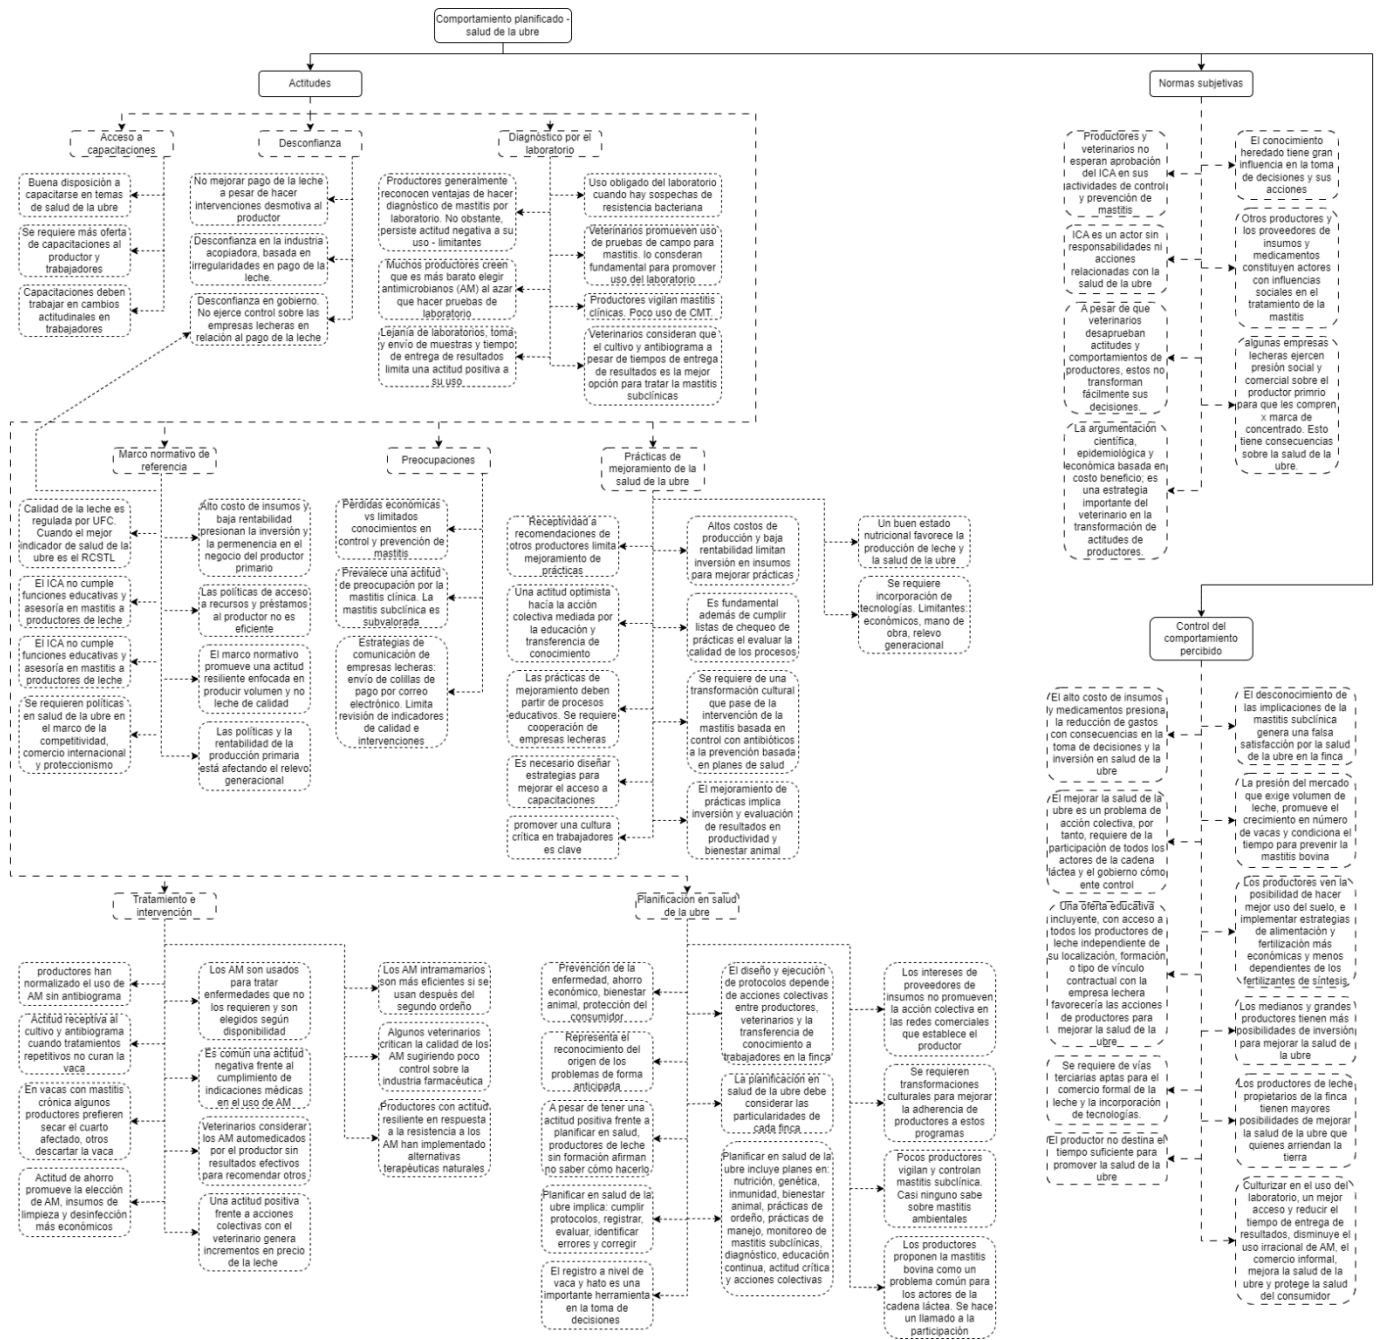 Comportamiento planificado -
salud de la ubre
Actitudes
Normas subjetivas
Acceso a
capacitaciones
Desconfianza
Diagnóstico por el
laboratorio
Buena disposición a
capacitarse en temas
de salud de la ubre
Se requiere más oferta
de capacitaciones al
productor y
trabajadores
Capacitaciones deben
trabajar en cambios
actitudinales en
trabajadores
No mejorar pago de la leche
a pesar de hacer
intervenciones desmotiva al
productor
Desconfianza en la industria
acopiadora, basada en
irregularidades en pago de la
leche.
Desconfianza en gobierno.
No ejerce control sobre las
empresas lecheras en
relación al pago de la leche
Productores generalmente
reconocen ventajas de hacer
diagnóstico de mastitis por
laboratorio. No obstante,
persiste actitud negativa a su
uso - limitantes
Muchos productores creen
que es más barato elegir
antimicrobianos (AM) al azar
que hacer pruebas de
laboratorio
Lejanía de laboratorios, toma
y envío de muestras y tiempo
de entrega de resultados
limita una actitud positiva a
su uso
Uso obligado del laboratorio
cuando hay sospechas de
resistencia bacteriana
Veterinarios promueven uso
de pruebas de campo para
mastitis. lo consderan
fundamental para promover
uso del laboratorio
Productores vigilan mastitis
clínicas. Poco uso de CMT.
Veterinarios consideran que
el cultivo y antibiograma a
pesar de tiempos de entrega
de resultados es la mejor
opción para tratar la mastitis
subclínicas
Productores y
veterinarios no
esperan aprobación
del ICA en sus
actividades de control
y prevención de
mastitis
ICA es un actor sin
responsabilidades ni
acciones
relacionadas con la
salud de la ubre
A pesar de que
veterinarios
desaprueban
actitudes y
comportamientos de
productores, estos no
transforman
fácilmente sus
decisiones.
La argumentación
científica,
epidemiológica y
económica basada en
costo beneficio; es
una estrategia
importante del
veterinario en la
transformación de
actitudes de
productores.
El conocimiento
heredado tiene gran
influencia en la toma
de decisiones y sus
acciones
Otros productores y
los proveedores de
insumos y
medicamentos
constituyen actores
con influencias
sociales en el
tratamiento de la
mastitis
algunas empresas
lecheras ejercen
presión social y
comercial sobre el
productor primrio
para que les compren
x marca de
concentrado. Esto
tiene consecuencias
sobre la salud de la
ubre.
Marco normativo de
referencia
Preocupaciones
Prácticas de
mejoramiento de la
salud de la ubre
Calidad de la leche es
regulada por UFC.
Cuando el mejor
indicador de salud de la
ubre es el RCSTL
El ICA no cumple
funciones educativas y
asesoría en mastitis a
productores de leche
El ICA no cumple
funciones educativas y
asesoría en mastitis a
productores de leche
Se requieren políticas
en salud de la ubre en
el marco de la
competitividad,
comercio internacional
y proteccionismo
Alto costo de insumos y
baja rentabilidad
presionan la inversión y
la permenencia en el
negocio del productor
primario
Las políticas de acceso
a recursos y préstamos
al productor no es
eficiente
El marco normativo
promueve una actitud
resiliente enfocada en
producir volumen y no
leche de calidad
Las políticas y la
rentabilidad de la
producción primaria
está afectando el relevo
generacional
Pérdidas económicas
vs limitados
conocimientos en
control y prevención de
mastitis
Prevalece una actitud
de preocupación por la
mastitis clínica. La
mastitis subclínica es
subvalorada
Estrategias de
comunicación de
empresas lecheras:
envío de colillas de
pago por correo
electrónico. Limita
revisión de indicadores
de calidad e
intervenciones
Receptividad a
recomendaciones de
otros productores limita
mejoramiento de
prácticas
Una actitud optimista
hacía la acción
colectiva mediada por
la educación y
transferencia de
conocimiento
Las prácticas de
mejoramiento deben
partir de procesos
educativos. Se requiere
cooperación de
empresas lecheras
Es necesario diseñar
estrategias para
mejorar el acceso a
capacitaciones
promover una cultura
crítica en trabajadores
es clave
Altos costos de
producción y baja
rentabilidad limitan
inversión en insumos
para mejorar prácticas
Es fundamental
además de cumplir
listas de chequeo de
prácticas el evaluar la
calidad de los procesos
Se requiere de una
transformación cultural
que pase de la
intervención de la
mastitis basada en
control con antibióticos
a la prevención basada
en planes de salud
El mejoramiento de
prácticas implica
inversión y evaluación
de resultados en
productividad y
bienestar animal
Un buen estado
nutricional favorece la
producción de leche y
la salud de la ubre
Se requiere
incorporación de
tecnologías. Limitantes:
económicos, mano de
obra, relevo
generacional
Control del
comportamiento
percibido
El alto costo de insumos
y medicamentos presiona
la reducción de gastos
con consecuencias en la
toma de decisiones y la
inversión en salud de la
ubre
El mejorar la salud de la
ubre es un problema de
acción colectiva, por
tanto, requiere de la
participación de todos los
actores de la cadena
láctea y el gobierno cómo
ente control
Una oferta educativa
incluyente, con acceso a
todos los productores de
leche independiente de
su localización, formación
o tipo de vínculo
contractual con la
empresa lechera
favorecería las acciones
de productores para
mejorar la salud de la
ubre
Se requiere de vías
terciarias aptas para el
comercio formal de la
leche y la incorporación
de tecnologías.
El productor no destina el
tiempo suficiente para
promover la salud de la
ubre
El desconocimiento de
las implicaciones de la
mastitis subclínica
genera una falsa
satisfacción por la salud
de la ubre en la finca
La presión del mercado
que exige volumen de
leche, promueve el
crecimiento en número
de vacas y condiciona el
tiempo para prevenir la
mastitis bovina
Los productores ven la
posibilidad de hacer
mejor uso del suelo, e
implementar estrategias
de alimentación y
fertilización más
económicas y menos
dependientes de los
fertilizantes de síntesis.
Los medianos y grandes
productores tienen más
posibilidades de inversión
para mejorar la salud de
la ubre
Los productores de leche
propietarios de la finca
tienen mayores
posibilidades de mejorar
la salud de la ubre que
quienes arriendan la
tierra
Culturizar en el uso del
laboratorio, un mejor
acceso y reducir el
tiempo de entrega de
resultados, disminuye el
uso irracional de AM, el
comercio informal,
mejora la salud de la
ubre y protege la salud
del consumidor
Tratamiento e
intervención
Planificación en salud
de la ubre
productores han
normalizado el uso de
AM sin antibiograma
Actitud receptiva al
cultivo y antibiograma
cuando tratamientos
repetitivos no curan la
vaca
En vacas con mastitis
crónica algunos
productores prefieren
secar el cuarto
afectado, otros
descartar la vaca
Actitud de ahorro
promueve la elección
de AM, insumos de
limpieza y desinfección
más económicos
Los AM son usados
para tratar
enfermedades que no
los requieren y son
elegidos según
disponibilidad
Es común una actitud
negativa frente al
cumplimiento de
indicaciones médicas
en el uso de AM
Veterinarios considerar
los AM automedicados
por el productor sin
resultados efectivos
para recomendar otros
Una actitud positiva
frente a acciones
colectivas con el
veterinario genera
incrementos en precio
de la leche
Los AM intramamarios
son más eficientes si se
usan después del
segundo ordeño
Algunos veterinarios
critican la calidad de los
AM sugiriendo poco
control sobre la
industria farmacéutica
Productores con actitud
resiliente en respuesta
a la resistencia a los
AM han implementado
alternativas
terapéuticas naturales
Prevención de la
enfermedad, ahorro
económico, bienestar
animal, protección del
consumidor
Representa el
reconocimiento del
origen de los
problemas de forma
anticipada
A pesar de tener una
actitud positiva frente a
planificar en salud,
productores de leche
sin formación afirman
no saber cómo hacerlo
Planificar en salud de la
ubre implica: cumplir
protocolos, registrar,
evaluar, identificar
errores y corregir
El registro a nivel de
vaca y hato es una
importante herramienta
en la toma de
decisiones
El diseño y ejecución
de protocolos depende
de acciones colectivas
entre productores,
veterinarios y la
transferencia de
conocimiento a
trabajadores en la finca
La planificación en
salud de la ubre debe
considerar las
particularidades de
cada finca
Planificar en salud de la
ubre incluye planes en:
nutrición, genética,
inmunidad, bienestar
animal, prácticas de
ordeño, prácticas de
manejo, monitoreo de
mastitis subclínicas,
diagnóstico, educación
continua, actitud crítica
y acciones colectivas
Los intereses de
proveedores de
insumos no promueven
la acción colectiva en
las redes comerciales
que establece el
productor
Se requieren
transformaciones
culturales para mejorar
la adherencia de
productores a estos
programas
Pocos productores
vigilan y controlan
mastitis subclínica.
Casi ninguno sabe
sobre mastitis
ambientales
Los productores
proponen la mastitis
bovina como un
problema común para
los actores de la
cadena láctea. Se hace
un llamado a la
participación